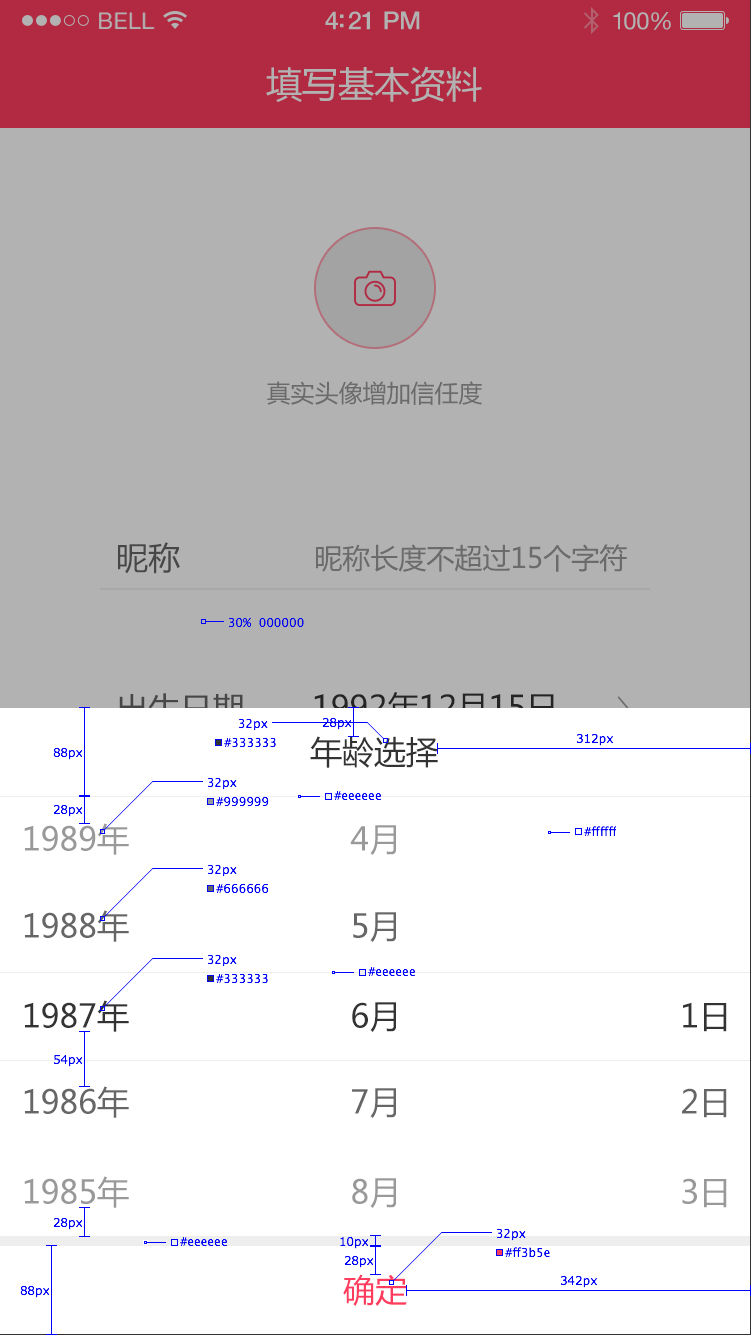 BELL 4:21 PM 100%
填写基本资料
真实头像增加信任度
昵称 昵称长度不超过15个字符
30% 000000
出生日期 1992年12月15日
32px 28px
#333333
312px
88px
年龄选择
32px
#eeeeee
28px
#999999
#ffffff
1989年 4月
32px
#666666
1988年 5月
32px
#eeeeee
#333333
1987年 6月 1日
54px
1986年 7月 2日
1985年 8月 3日
28px
32px
#eeeeee 10px
#ff3b5e
28px
342px
88px
确定